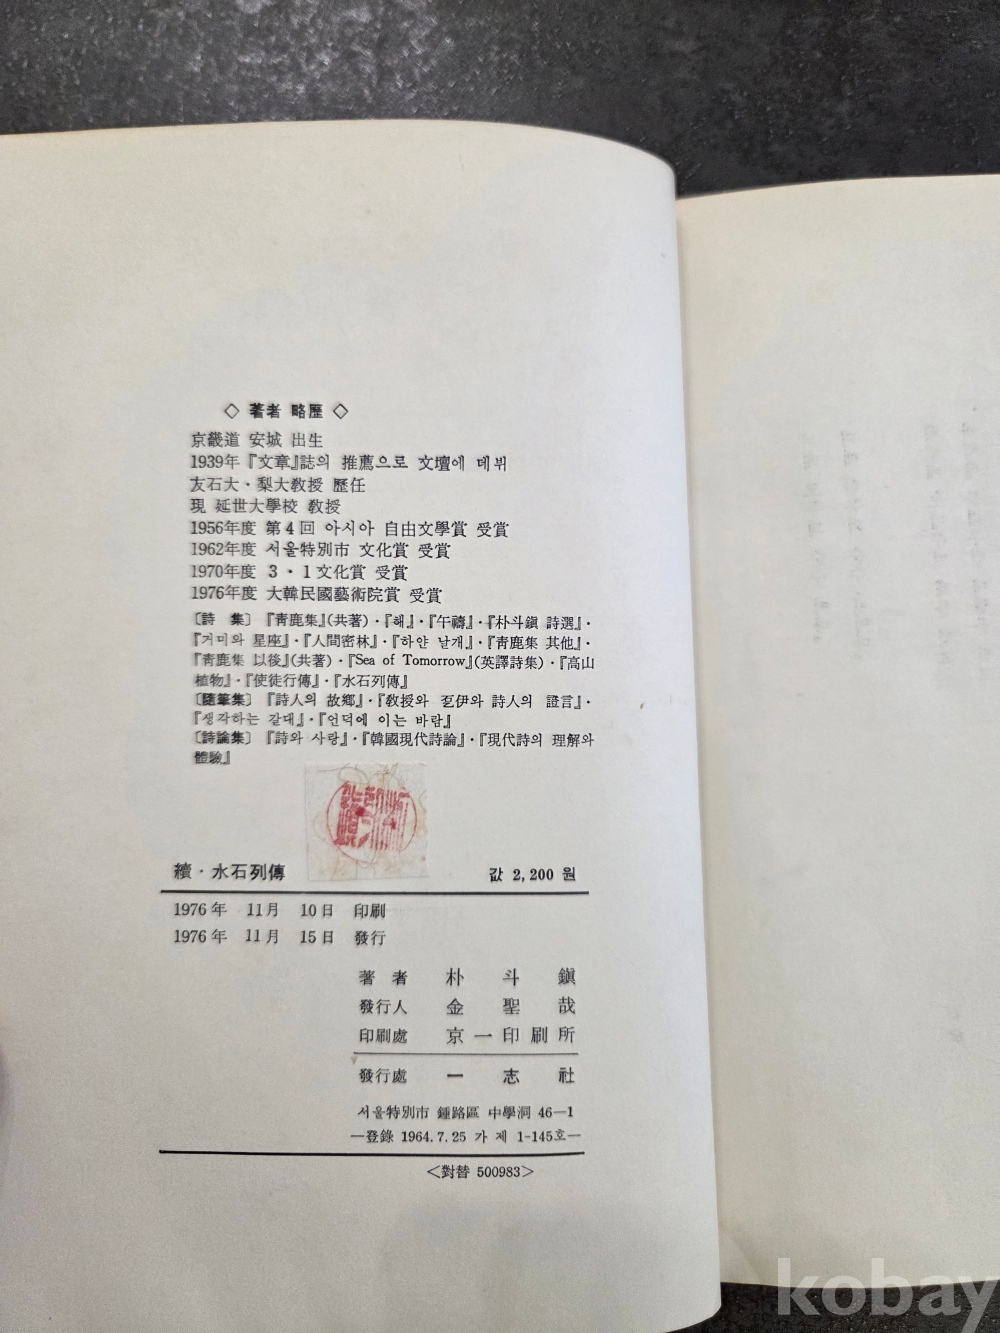 ◇ 著者 略歷 ◇
京畿道 安城 出生
1939年 『文章』誌의 推薦으로 文壇에 데뷔
友石大・梨大敎授 歷任
現 延世大學校 敎授
1956年度 第4回 아시아 自由文學賞 受賞
1962年度 서울特別市 文化賞 受賞
1970年度 3・1文化賞 受賞
1976年度 大韓民國藝術院賞 受賞
〔詩 集〕『靑鹿集』(共著)・『해』・『午禱』・『朴斗鎭 詩選』・
『거미와 星座』・『人間密林』・『하얀 날개』・『靑鹿集 其他』・
『靑鹿集 以後』(共著)・『Sea of Tomorrow』(英譯詩集)・『高山
植物』・『使徒行傳』・『水石列傳』
〔隨筆集〕『詩人의 故鄕』・『敎授와 돋伊와 詩人의 證言』・
『생각하는 갈대』・『언덕에 이는 바람』
〔詩論集〕『詩와 사랑』・『韓國現代詩論』・『現代詩의 理解와
體驗』
續・水石列傳 값 2,200 원
1976年 11月 10日 印刷
1976年 11月 15日 發行
著者 朴斗鎭
發行人 金聖哉
印刷處 京一印刷所
發行處 一志社
서울特別市 鍾路區 中學洞 46—1
—登錄 1964.7.25 가 제 1-145호—
<對替 500983>
kobay